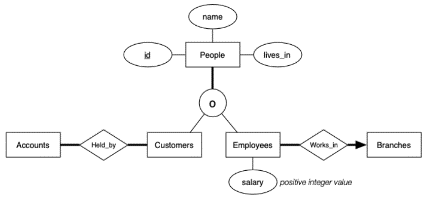 name
id
People
lives_in
O
Accounts
Held_by
Customers
Employees
Works_in
Branches
salary
positive integer value